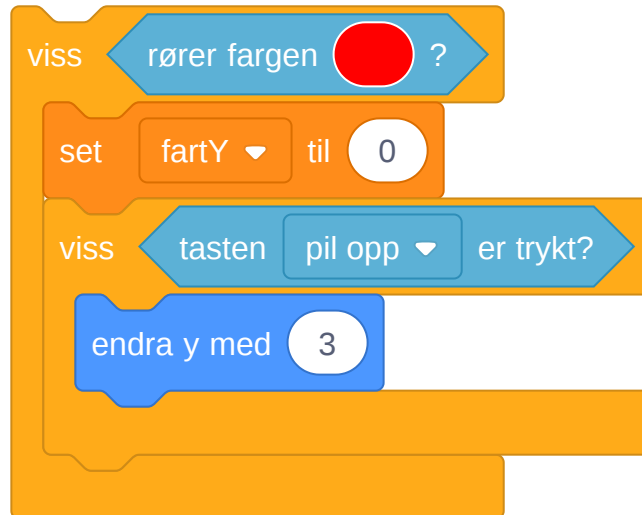 viss rører fargen ?
set fartY til 0
viss tasten pil opp er trykt?
endra y med 3